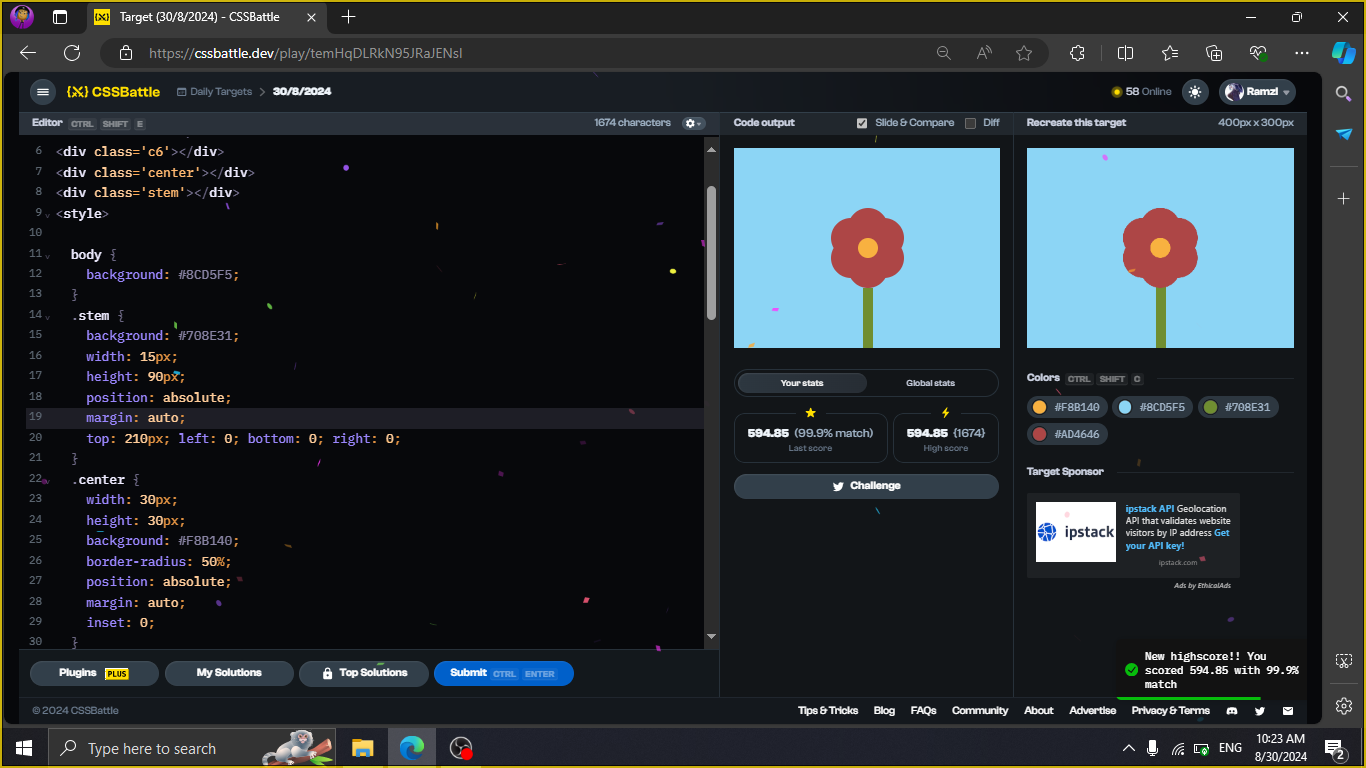 Target (30/8/2024) - CSSBattle
https://cssbattle.dev/play/temHqDLRkN95JRaJENsl
{X} CSSBattle
Daily Targets > 30/8/2024
58 Online
Ramzi
Editor CTRL SHIFT E
1674 characters
6 <div class='c6'></div>
7 <div class='center'></div>
8 <div class='stem'></div>
9 <style>
10
11 body {
12 background: #8CD5F5;
13 }
14 .stem {
15 background: #708E31;
16 width: 15px;
17 height: 90px;
18 position: absolute;
19 margin: auto;
20 top: 210px; left: 0; bottom: 0; right: 0;
21 }
22 .center {
23 width: 30px;
24 height: 30px;
25 background: #F8B140;
26 border-radius: 50%;
27 position: absolute;
28 margin: auto;
29 inset: 0;
30 }
Plugins PLUS
My Solutions
Top Solutions
Submit CTRL ENTER
Code output
Slide & Compare
Diff
Your stats
Global stats
594.85 (99.9% match)
Last score
594.85 {1674}
High score
Challenge
Recreate this target
400px x 300px
Colors CTRL SHIFT C
#F8B140
#8CD5F5
#708E31
#AD4646
Target Sponsor
ipstack
ipstack API Geolocation
API that validates website
visitors by IP address Get
your API key!
ipstack.com
Ads by EthicalAds
New highscore!! You
scored 594.85 with 99.9%
match
© 2024 CSSBattle
Tips & Tricks
Blog
FAQs
Community
About
Advertise
Privacy & Terms
Type here to search
ENG
10:23 AM
8/30/2024
2